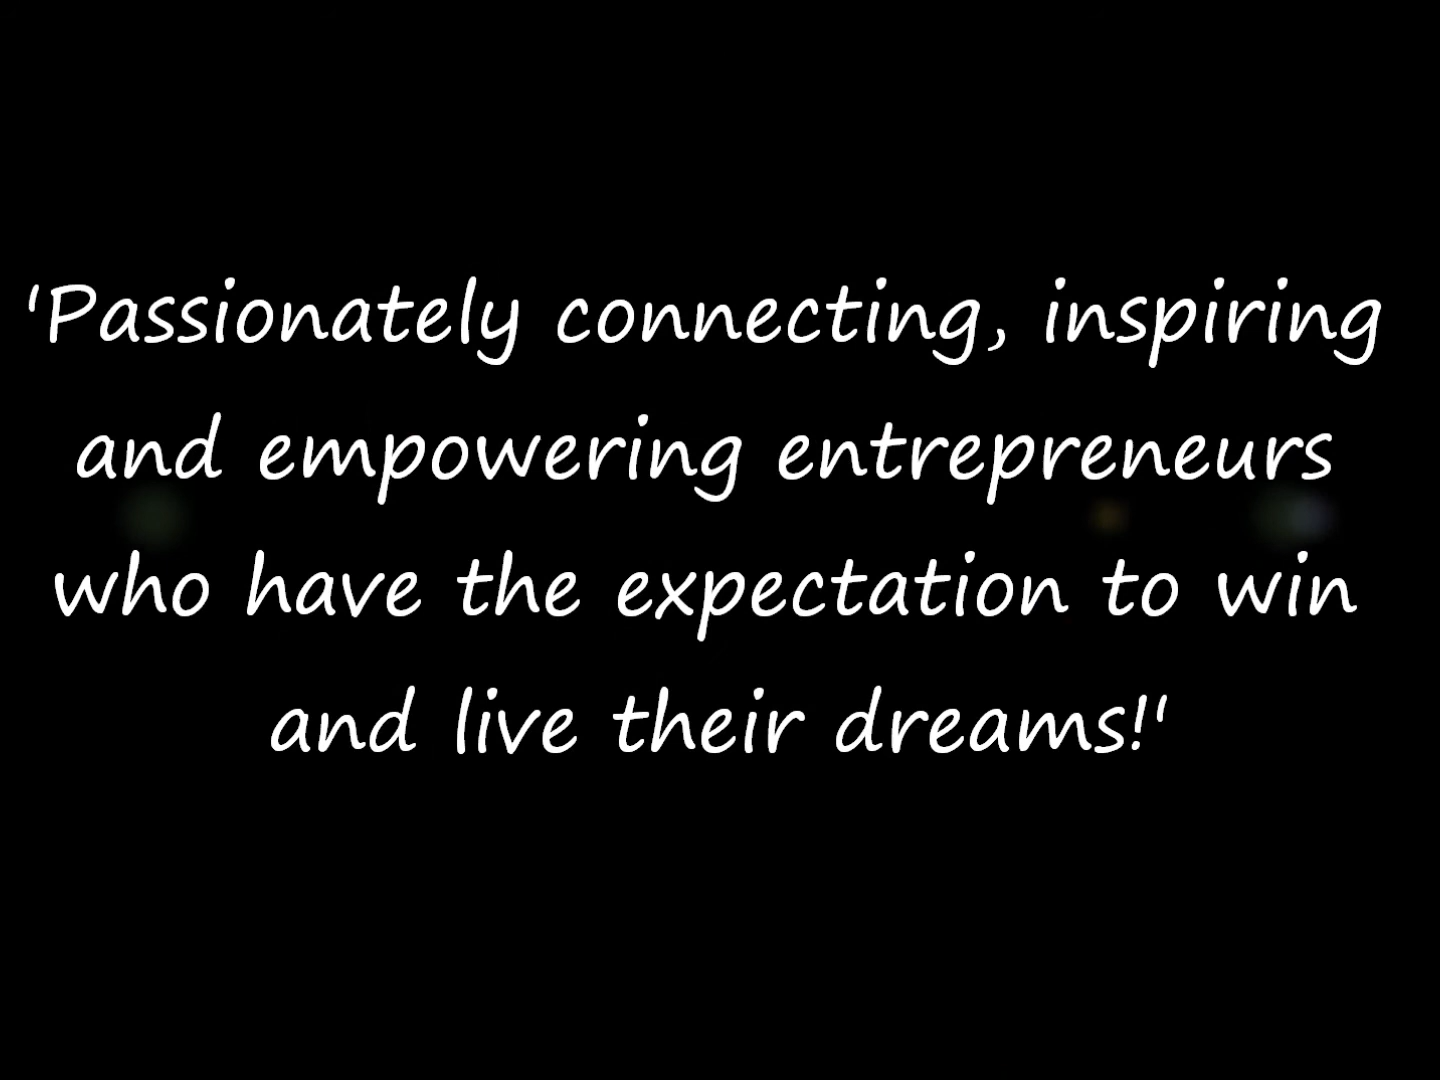 'Passionately connecting, inspiring
and empowering entrepreneurs
who have the expectation to win
and live their dreams!'